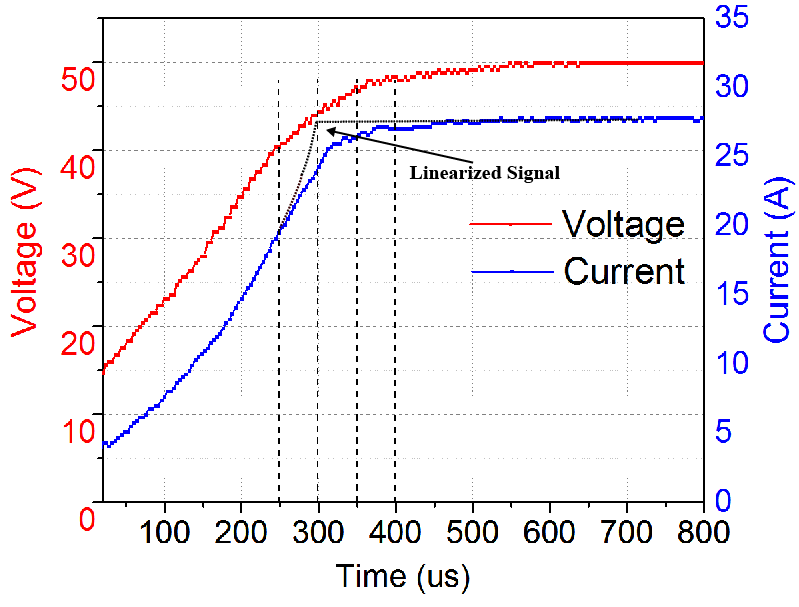 35
50
30
40
25
Linearized Signal
20
30
Voltage
Current
15
20
10
10
5
0
0
100 200 300 400 500 600 700 800
Time (us)
Voltage (V)
Current (A)